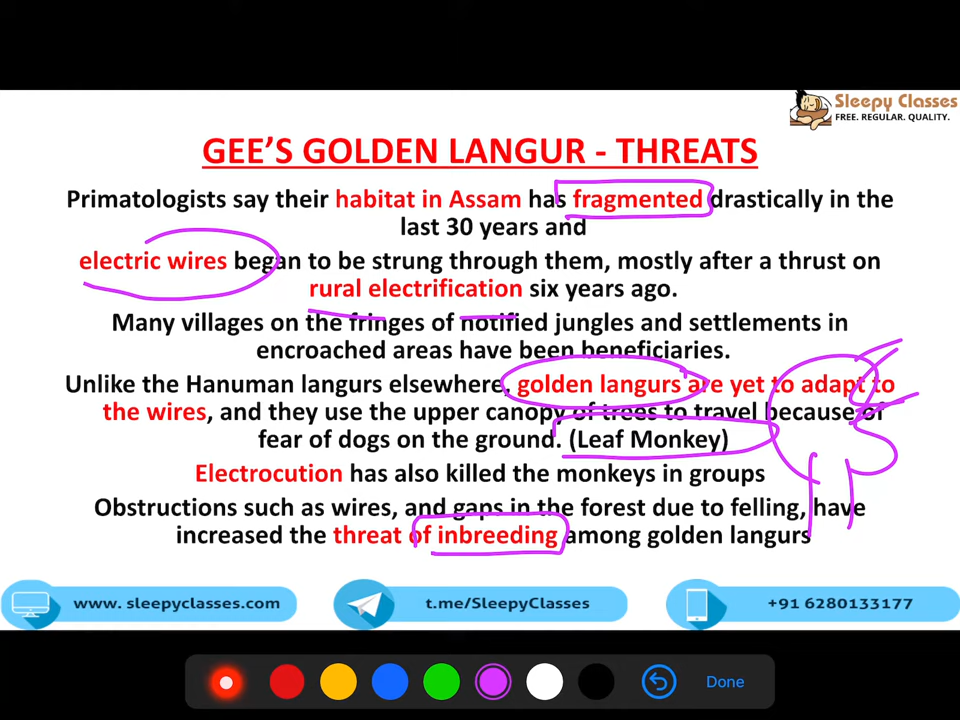 Sleepy Classes
FREE. REGULAR. QUALITY.
GEE'S GOLDEN LANGUR - THREATS
Primatologists say their habitat in Assam has fragmented drastically in the
last 30 years and
electric wires began to be strung through them, mostly after a thrust on
rural electrification six years ago.
Many villages on the fringes of notified jungles and settlements in
encroached areas have been beneficiaries.
Unlike the Hanuman langurs elsewhere, golden langurs are yet to adapt to
the wires, and they use the upper canopy of trees to travel because of
fear of dogs on the ground. (Leaf Monkey)
Electrocution has also killed the monkeys in groups
Obstructions such as wires, and gaps in the forest due to felling, have
increased the threat of inbreeding among golden langurs
www. sleepyclasses.com
t.me/SleepyClasses
+91 6280133177
Done